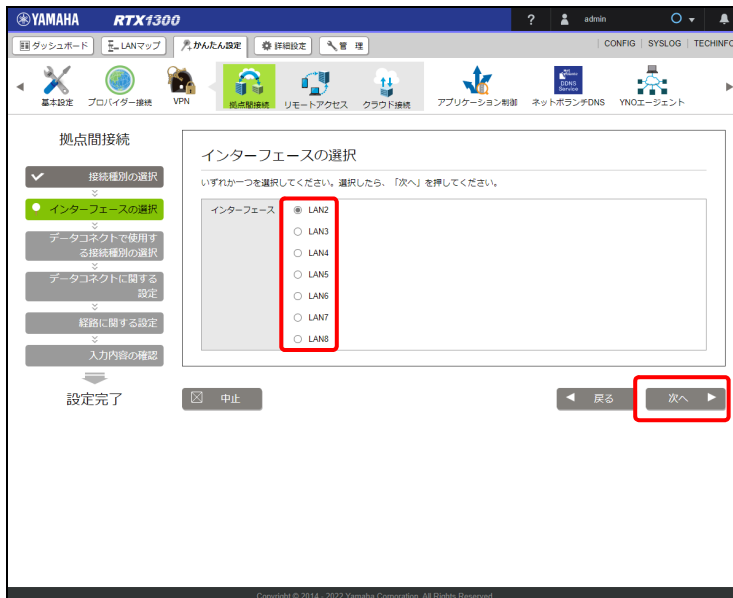 YAMAHA RTX1300
? admin
ダッシュボード LANマップ かんたん設定 詳細設定 管 理
CONFIG | SYSLOG | TECHINFO
基本設定 プロバイダー接続 VPN 拠点間接続 リモートアクセス クラウド接続 アプリケーション制御 ネットボランチDNS YNOエージェント
DDNS
Service
拠点間接続
接続種別の選択
インターフェースの選択
データコネクトで使用す
る接続種別の選択
データコネクトに関する
設定
経路に関する設定
入力内容の確認
設定完了
インターフェースの選択
いずれか一つを選択してください。選択したら、「次へ」を押してください。
インターフェース
LAN2
LAN3
LAN4
LAN5
LAN6
LAN7
LAN8
中止
戻る
次へ
Copyright © 2014 - 2022 Yamaha Corporation. All Rights Reserved.